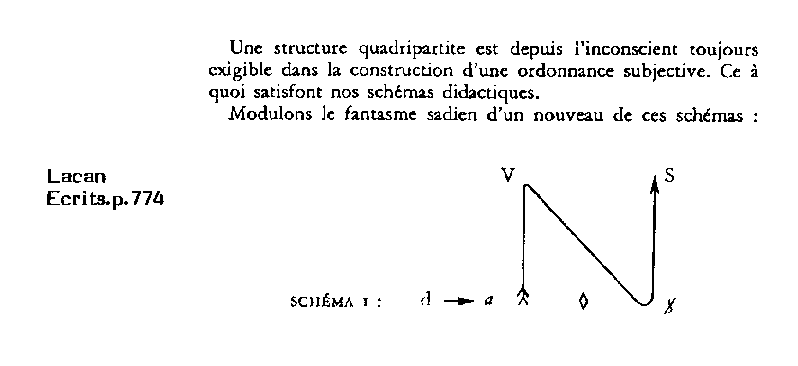 Une structure quadripartite est depuis l'inconscient toujours
exigible dans la construction d'une ordonnance subjective. Ce à
quoi satisfont nos schémas didactiques.
Modulons le fantasme sadien d'un nouveau de ces schémas :
Lacan
Ecrits.p.774
V S
SCHÉMA I : d → a ◊ $